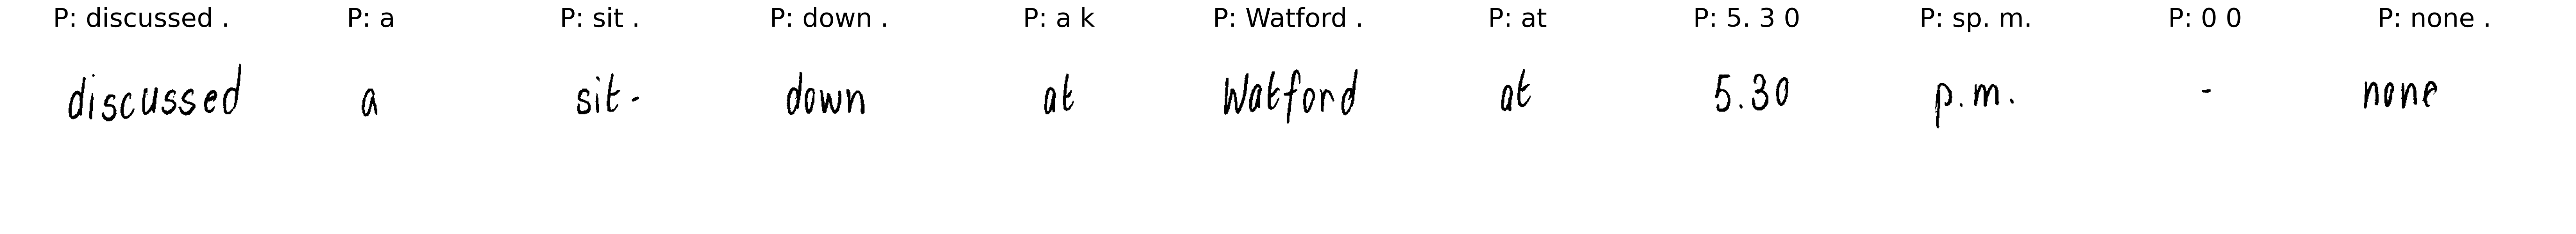 P: discussed . P: a P: sit . P: down . P: a k P: Watford . P: at P: 5. 3 0 P: sp. m. P: 0 0 P: none .
discussed a sit- down at Watford at 5.30 p.m. - none